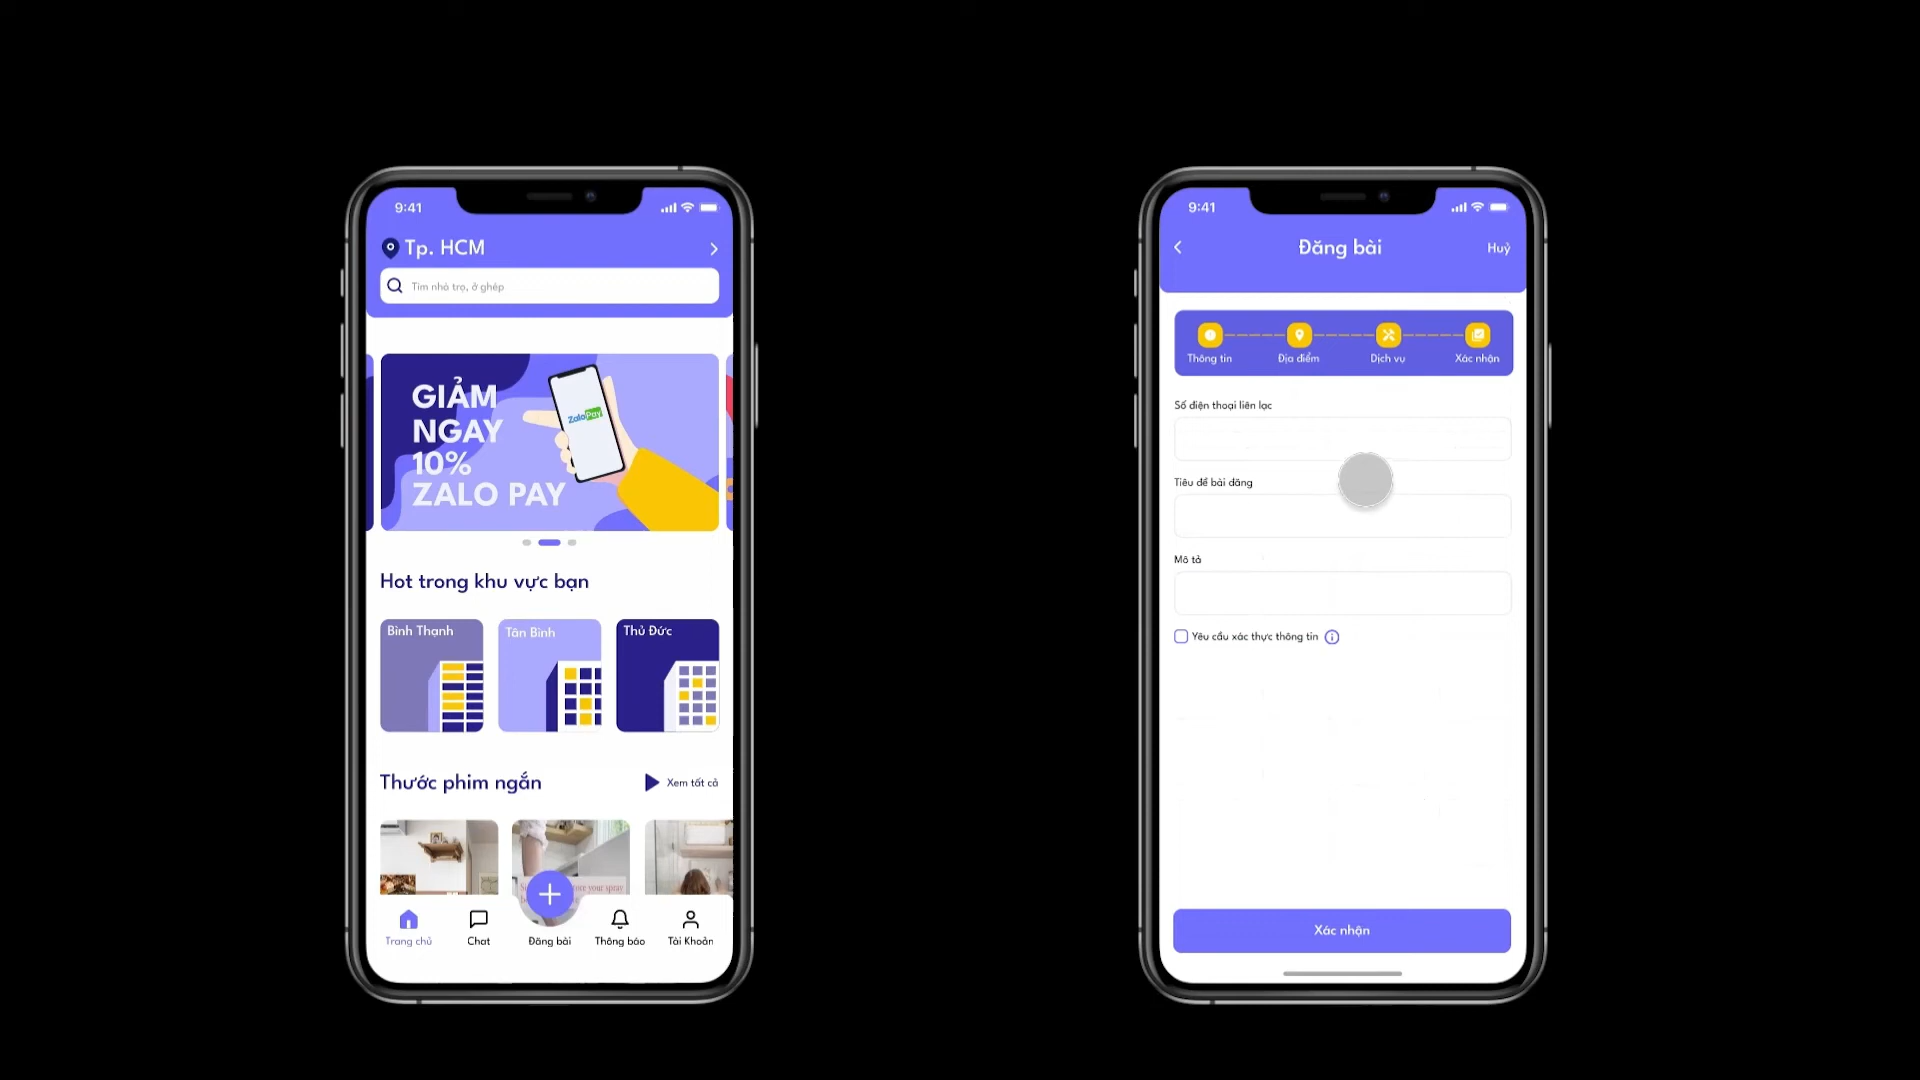 9:41
Tp. HCM
Tìm nhà trọ, ở ghép
GIẢM
NGAY
10%
ZALO PAY
ZaloPay
Hot trong khu vực bạn
Bình Thạnh
Tân Bình
Thủ Đức
Thước phim ngắn
Xem tất cả
your spray
Trang chủ
Chat
Đăng bài
Thông báo
Tài Khoản
9:41
Đăng bài
Huỷ
Thông tin
Địa điểm
Dịch vụ
Xác nhận
Số điện thoại liên lạc
Tiêu đề bài đăng
Mô tả
Yêu cầu xác thực thông tin
Xác nhận